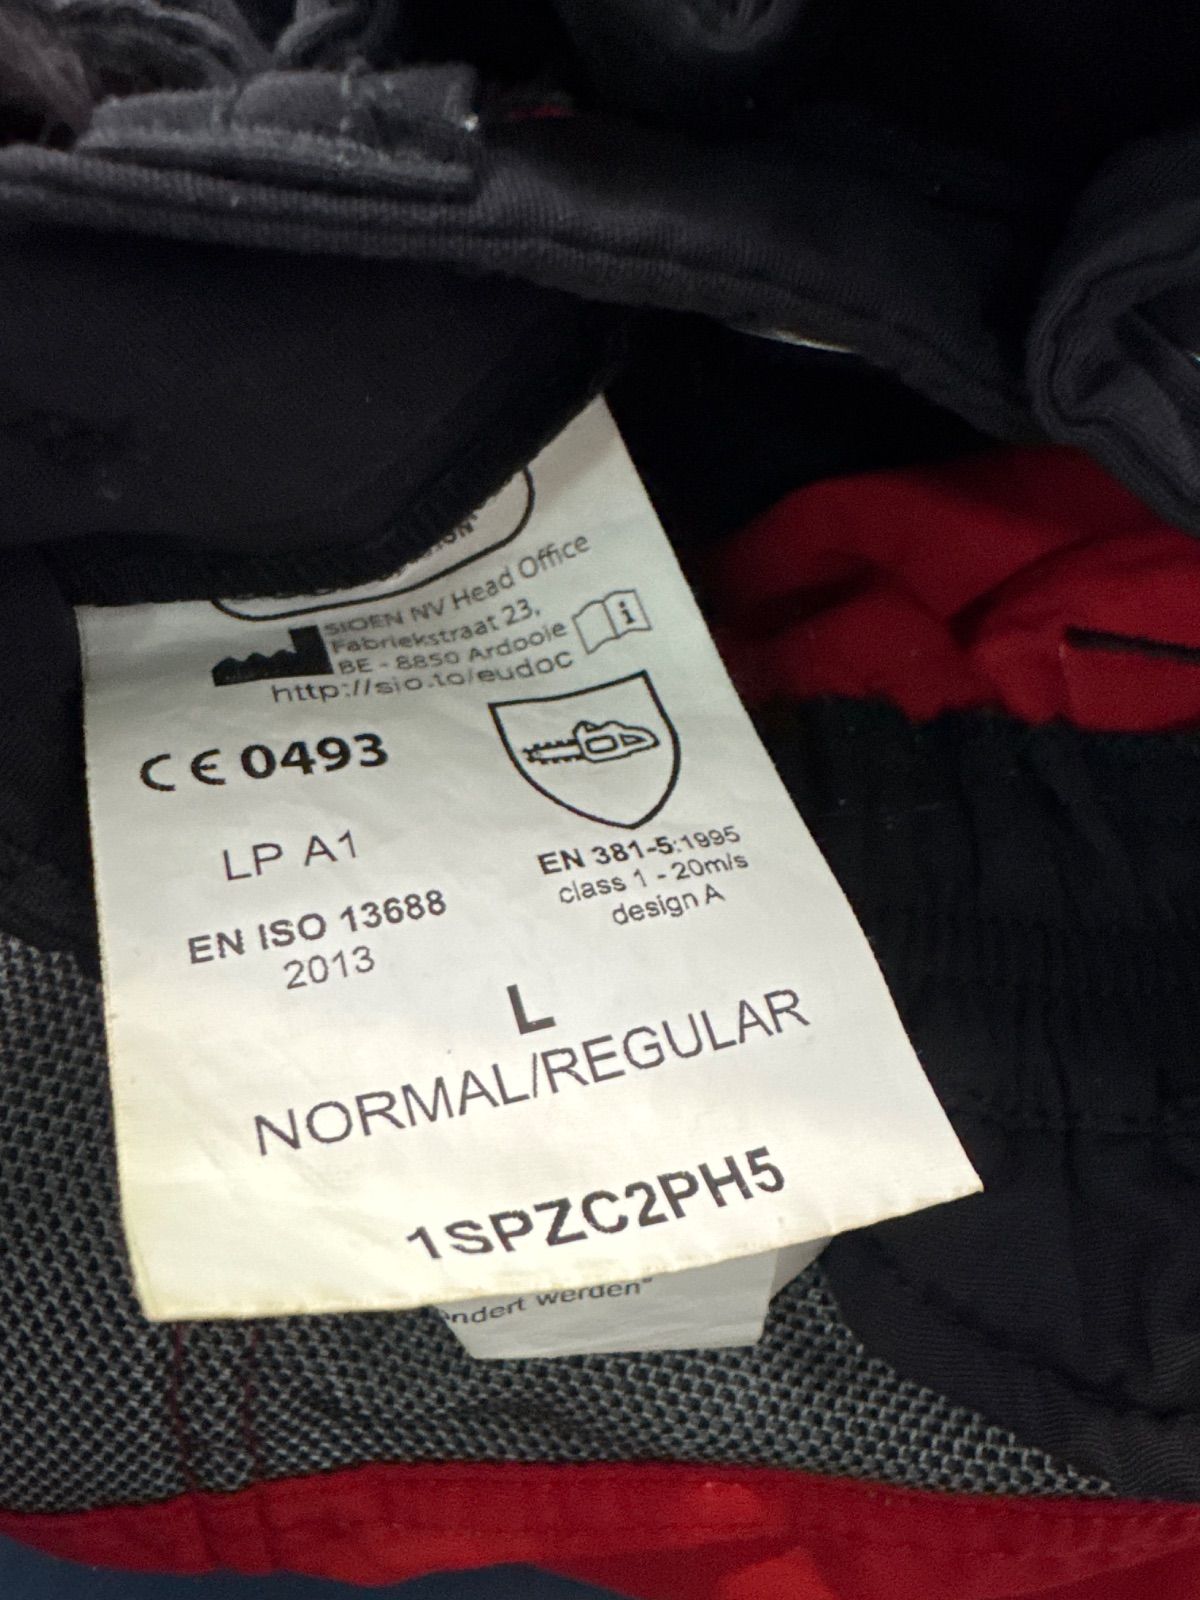 SIOEN NV Head Office
Fabriekstraat 23,
BE - 8850 Ardooie
http://sio.to/eudoc
i
CE 0493
LP A1
EN ISO 13688
2013
EN 381-5:1995
class 1 - 20m/s
design A
L
NORMAL/REGULAR
1SPZC2PH5
werden"